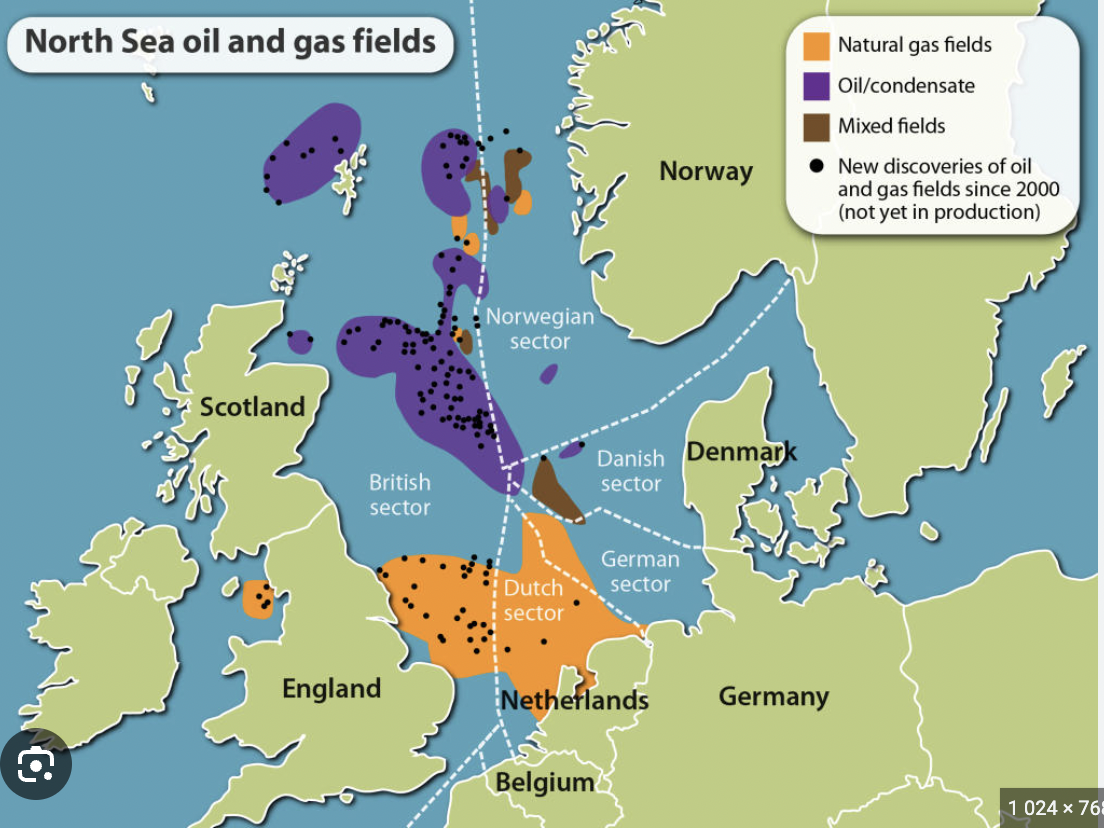 North Sea oil and gas fields
Natural gas fields
Oil/condensate
Mixed fields
New discoveries of oil
and gas fields since 2000
(not yet in production)
Norway
Norwegian
sector
Scotland
Denmark
Danish
sector
British
sector
German
sector
Dutch
sector
England
Netherlands
Germany
Belgium
1 024 × 768